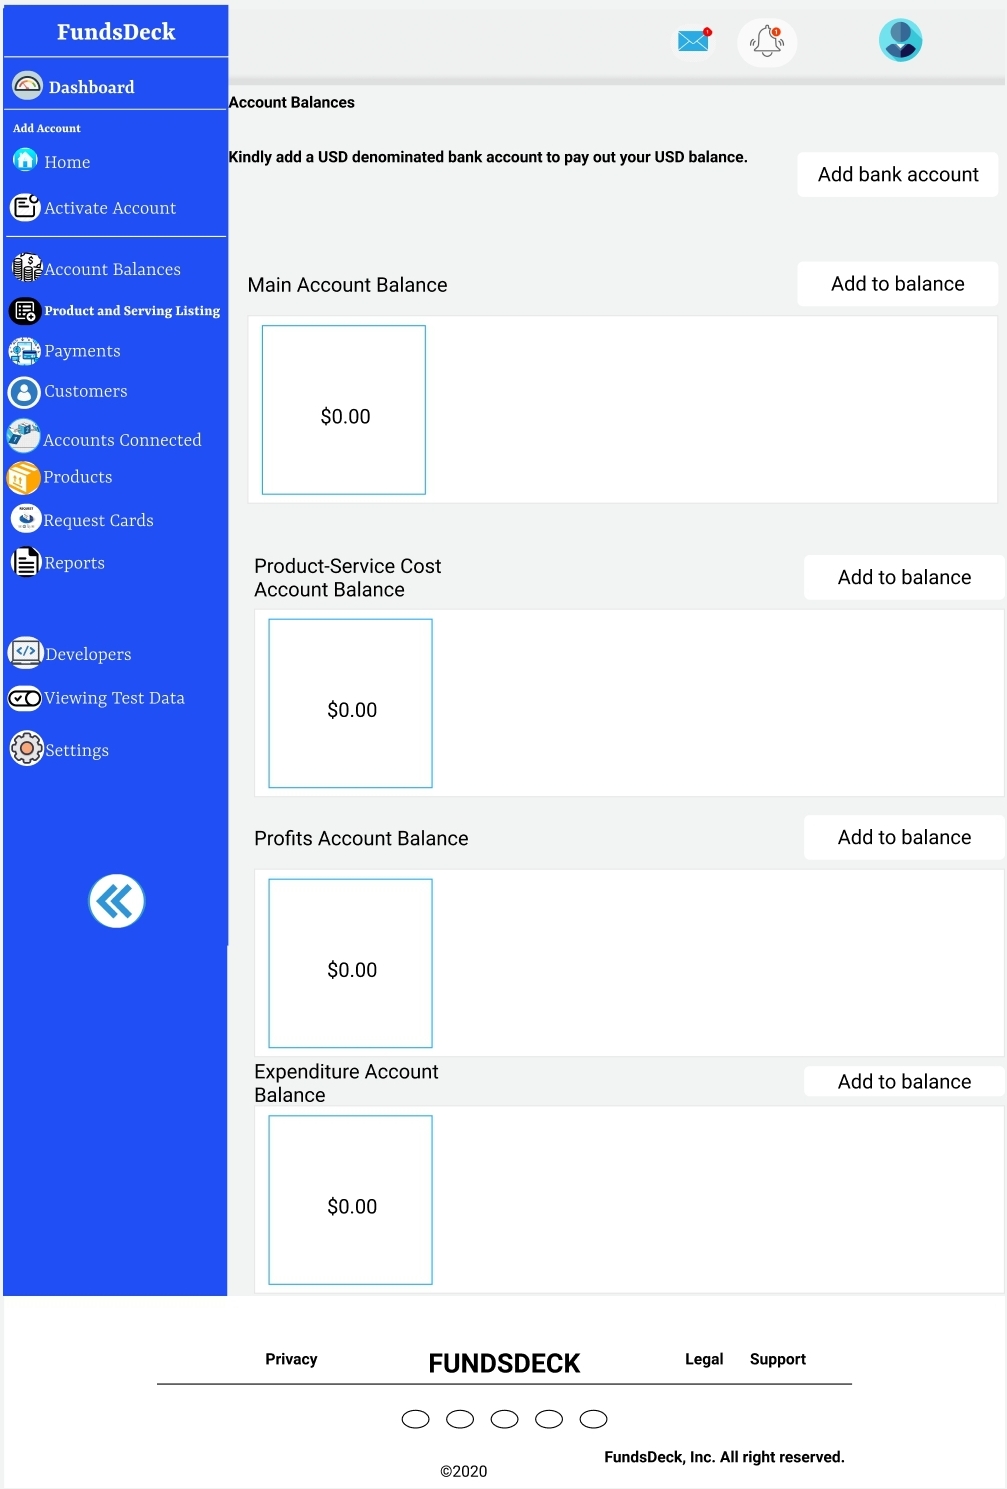 FundsDeck
Dashboard
Add Account
Home
Activate Account
Account Balances
Product and Serving Listing
Payments
Customers
Accounts Connected
Products
Request Cards
Reports
Developers
Viewing Test Data
Settings
Account Balances
Kindly add a USD denominated bank account to pay out your USD balance.
Add bank account
Main Account Balance
Add to balance
$0.00
Product-Service Cost
Account Balance
Add to balance
$0.00
Profits Account Balance
Add to balance
$0.00
Expenditure Account
Balance
Add to balance
$0.00
Privacy
FUNDSDECK
Legal
Support
FundsDeck, Inc. All right reserved.
©2020